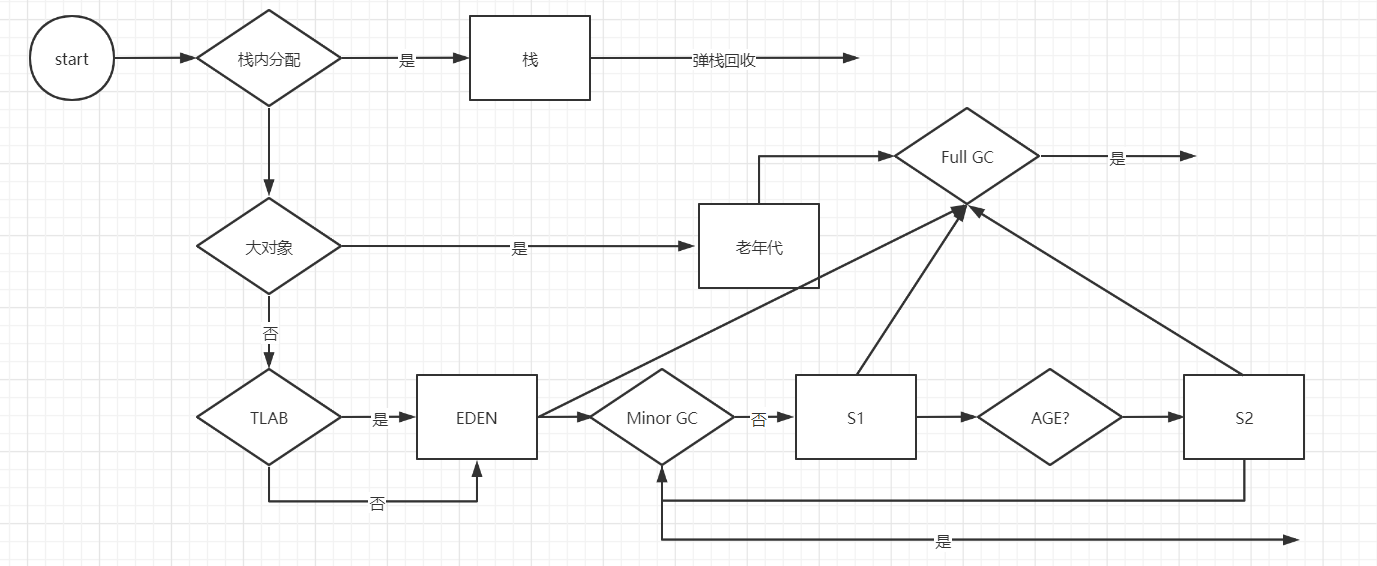 start
栈内分配
是
栈
弹栈回收
Full GC
是
大对象
是
老年代
否
TLAB
是
EDEN
Minor GC
否
S1
AGE?
S2
否
是